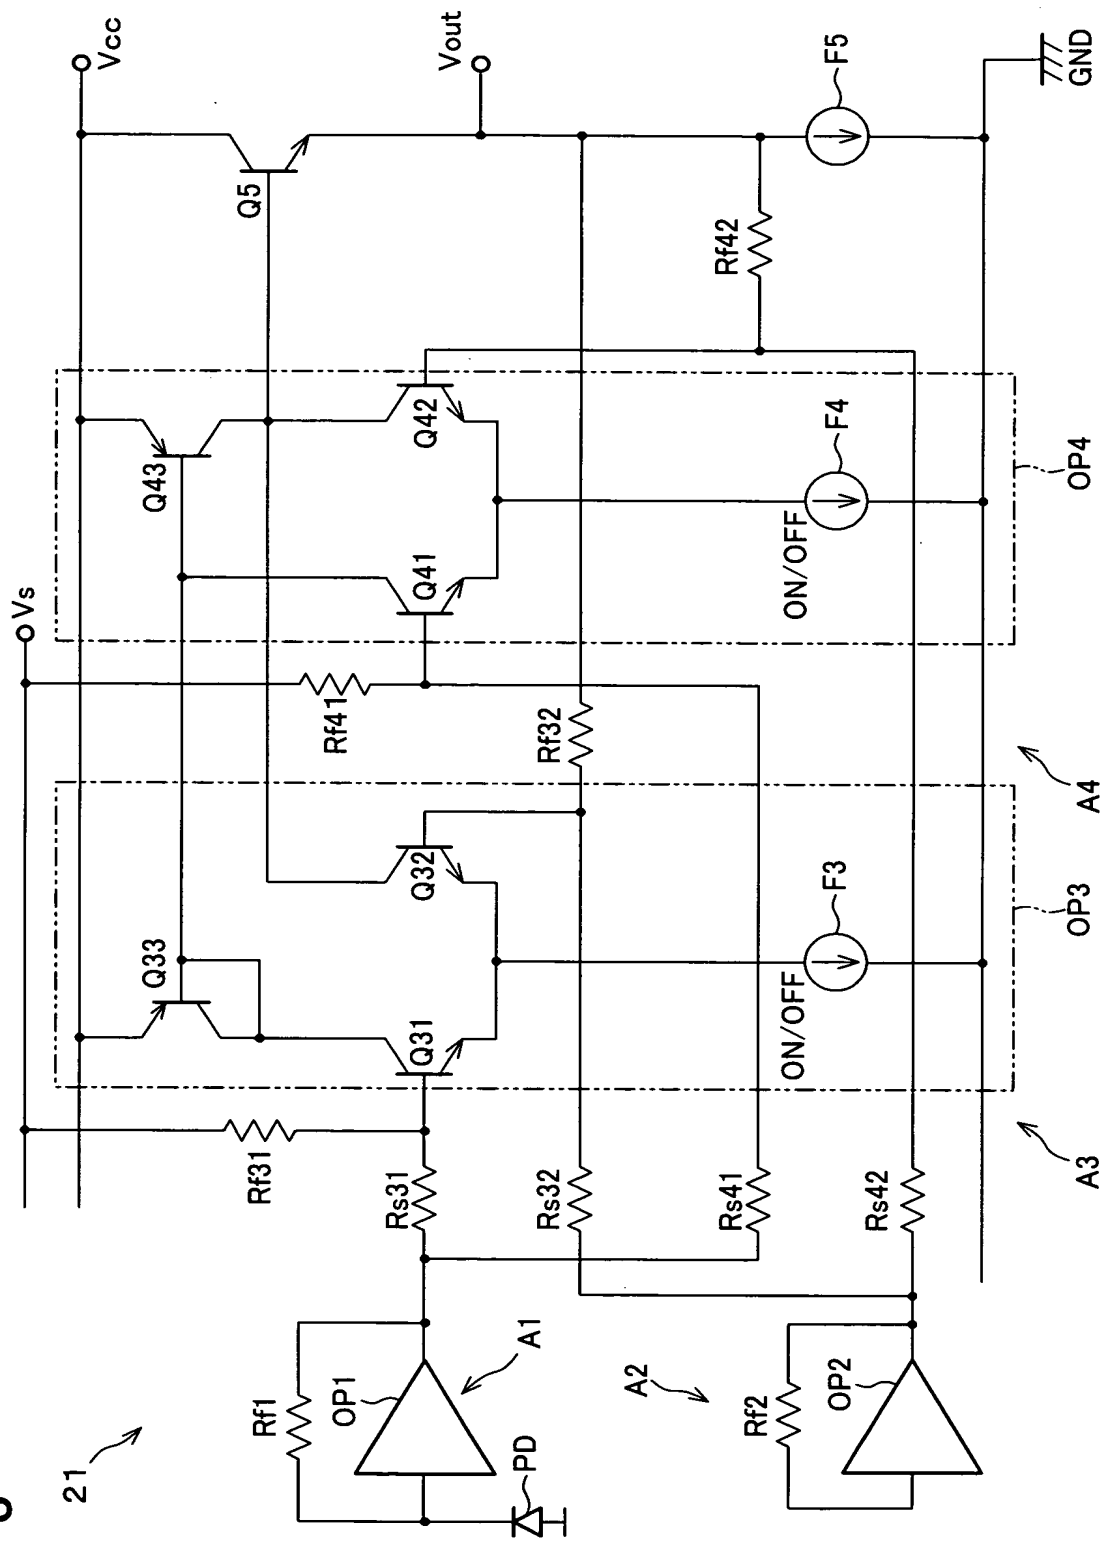 21
Rf1
OP1
A1
PD
A2
Rf2
OP2
Rf31
Rs31
Rs32
Rs41
Rs42
A3
Q33
Q31
Q32
ON/OFF
F3
OP3
Rf41
Rf32
A4
Vs
Q43
Q41
Q42
ON/OFF
F4
OP4
Q5
Rf42
Vcc
Vout
F5
GND